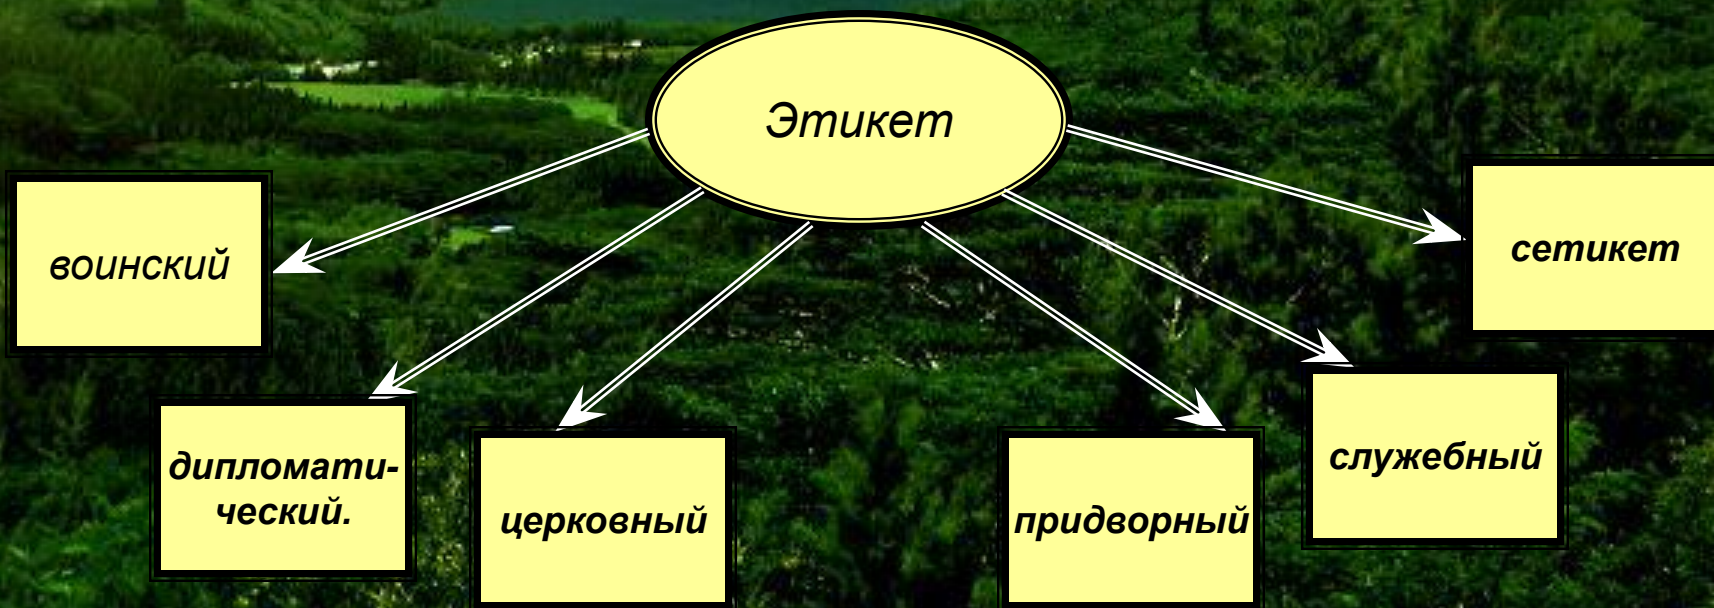 Этикет
воинский
дипломати-
ческий.
церковный
придворный
служебный
сетикет